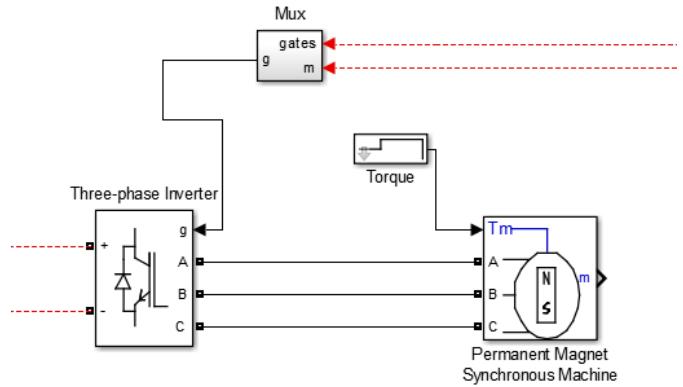 Mux
gates
g
m
Torque
Three-phase Inverter
g
+
A
B
-
C
Tm
A
N
m
B
S
C
Permanent Magnet
Synchronous Machine